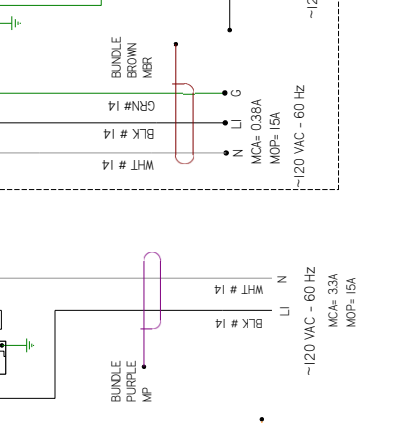 ~12
BUNDLE
BROWN
MBR
GRN# 14
BLK # 14
WHT # 14
G
L1
N
MCA= 0.38A
MOP= 15A
~120 VAC - 60 Hz
WHT # 14
BLK # 14
N
L1
~120 VAC - 60 Hz
MCA= 3.3A
MOP= 15A
BUNDLE
PURPLE
MP